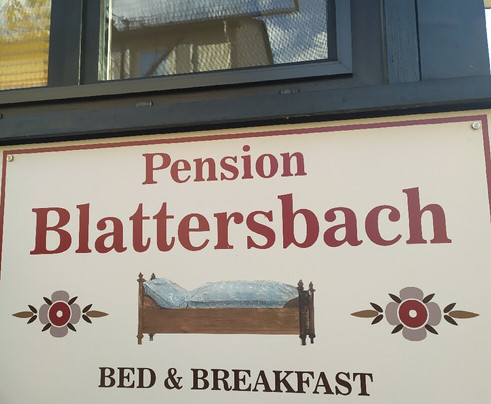 Pension
Blattersbach
BED & BREAKFAST